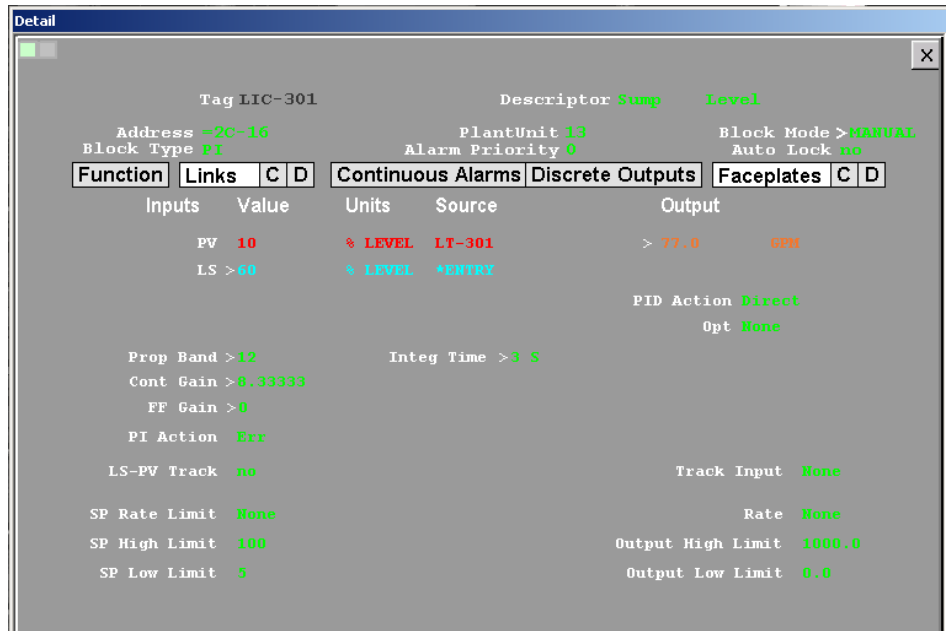 Detail
X
Tag LIC-301 Descriptor Sump Level
Address ~2C-16 PlantUnit 13 Block Mode >MANUAL
Block Type PI Alarm Priority 0 Auto Lock no
Function Links C D Continuous Alarms Discrete Outputs Faceplates C D
Inputs Value Units Source Output
PV 10 % LEVEL LT-301 > 77.0 GPM
LS >60 % LEVEL *ENTRY
PID Action Direct
Opt None
Prop Band >12 Integ Time >3 S
Cont Gain >0.33333
FF Gain >0
PI Action Err
LS-PV Track no Track Input None
SP Rate Limit None Rate None
SP High Limit 100 Output High Limit 1000.0
SP Low Limit 5 Output Low Limit 0.0